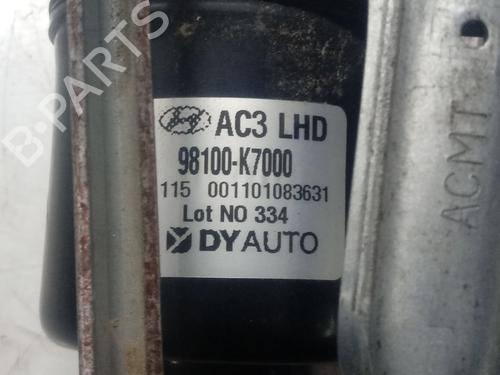 AC3 LHD
98100-K7000
115 001101083631
Lot NO 334
DYAUTO
ACMT
B-PARTS